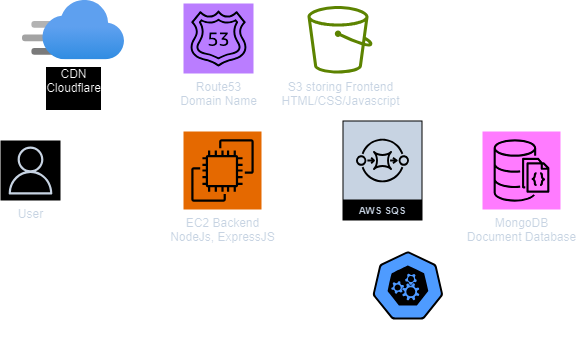 CDN
Cloudflare
53
Route53
Domain Name
S3 storing Frontend
HTML/CSS/Javascript
User
EC2 Backend
NodeJs, ExpressJS
AWS SQS
{}
MongoDB
Document Database